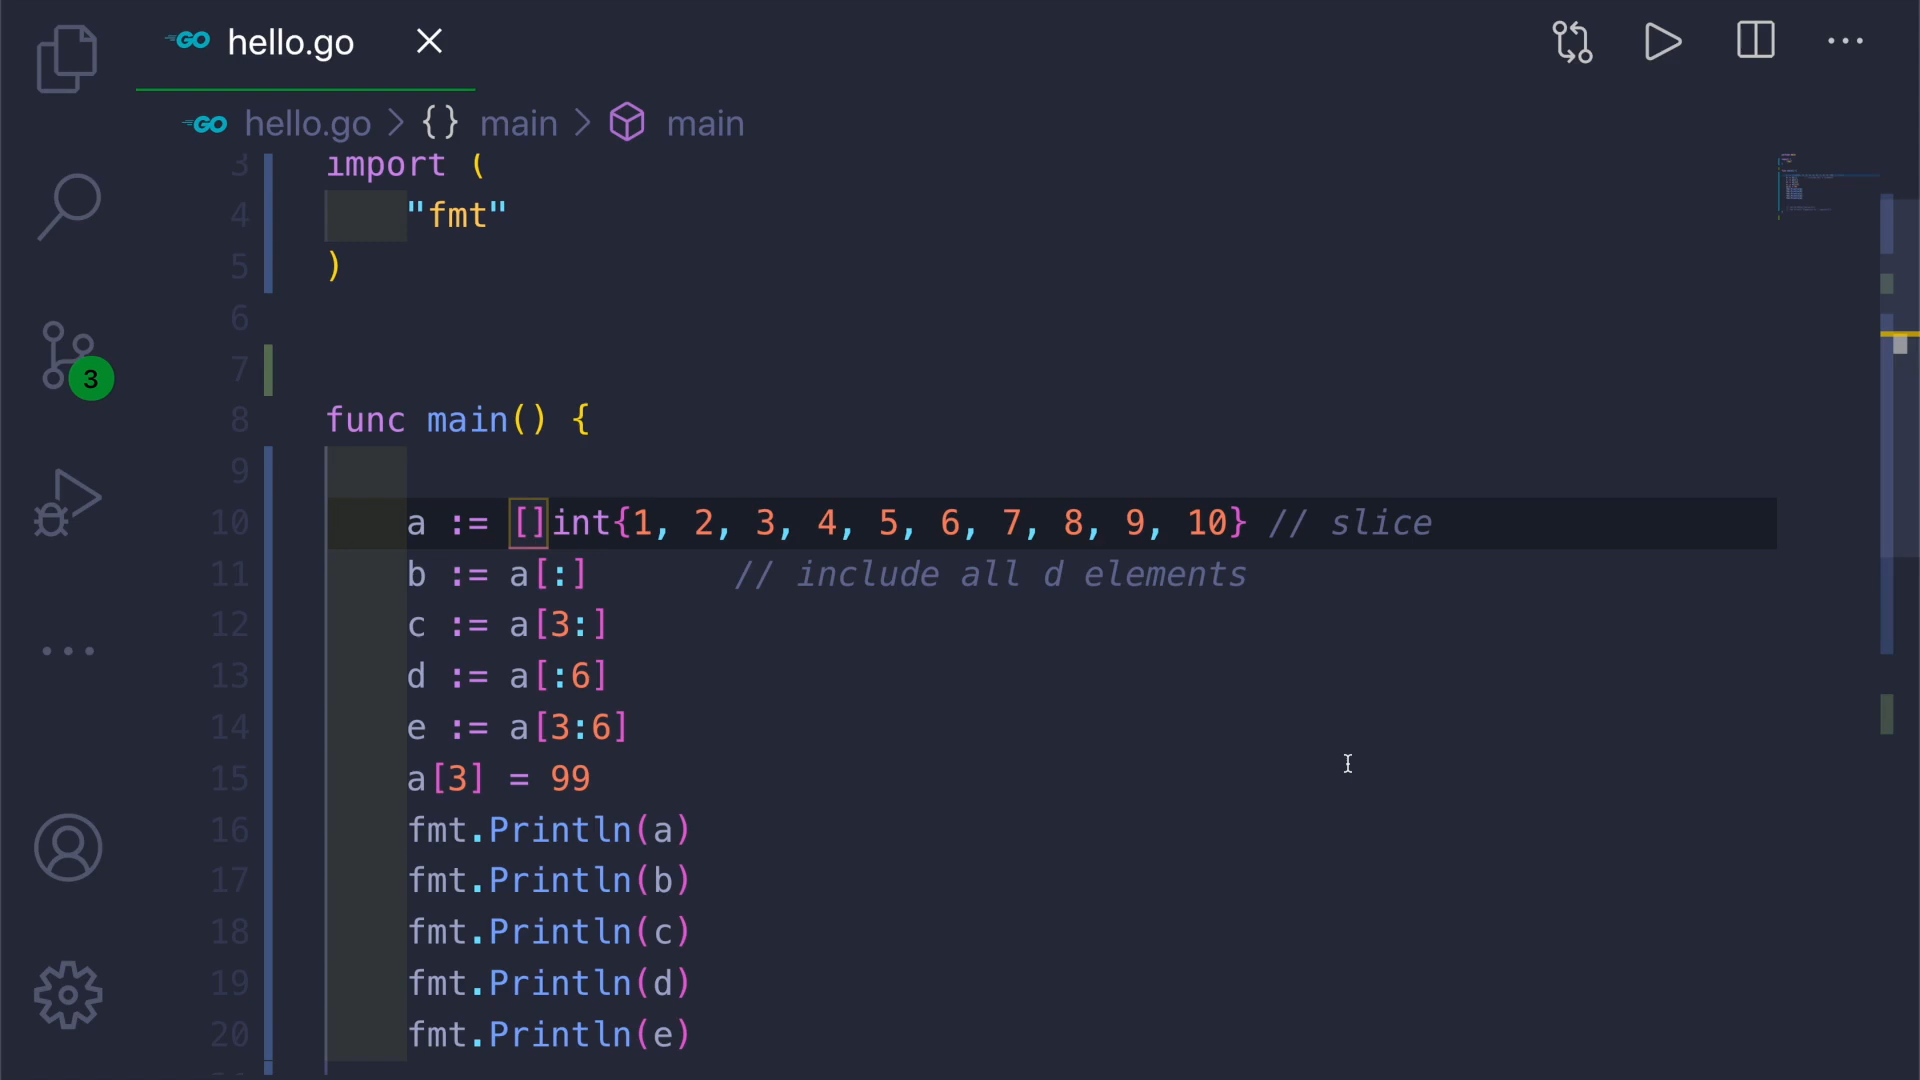 GO hello.go
GO hello.go > {} main > main
3 import (
4 "fmt"
5 )
6
7
8 func main() {
9
10 a := []int{1, 2, 3, 4, 5, 6, 7, 8, 9, 10} // slice
11 b := a[:] // include all d elements
12 c := a[3:]
13 d := a[:6]
14 e := a[3:6]
15 a[3] = 99
16 fmt.Println(a)
17 fmt.Println(b)
18 fmt.Println(c)
19 fmt.Println(d)
20 fmt.Println(e)
3